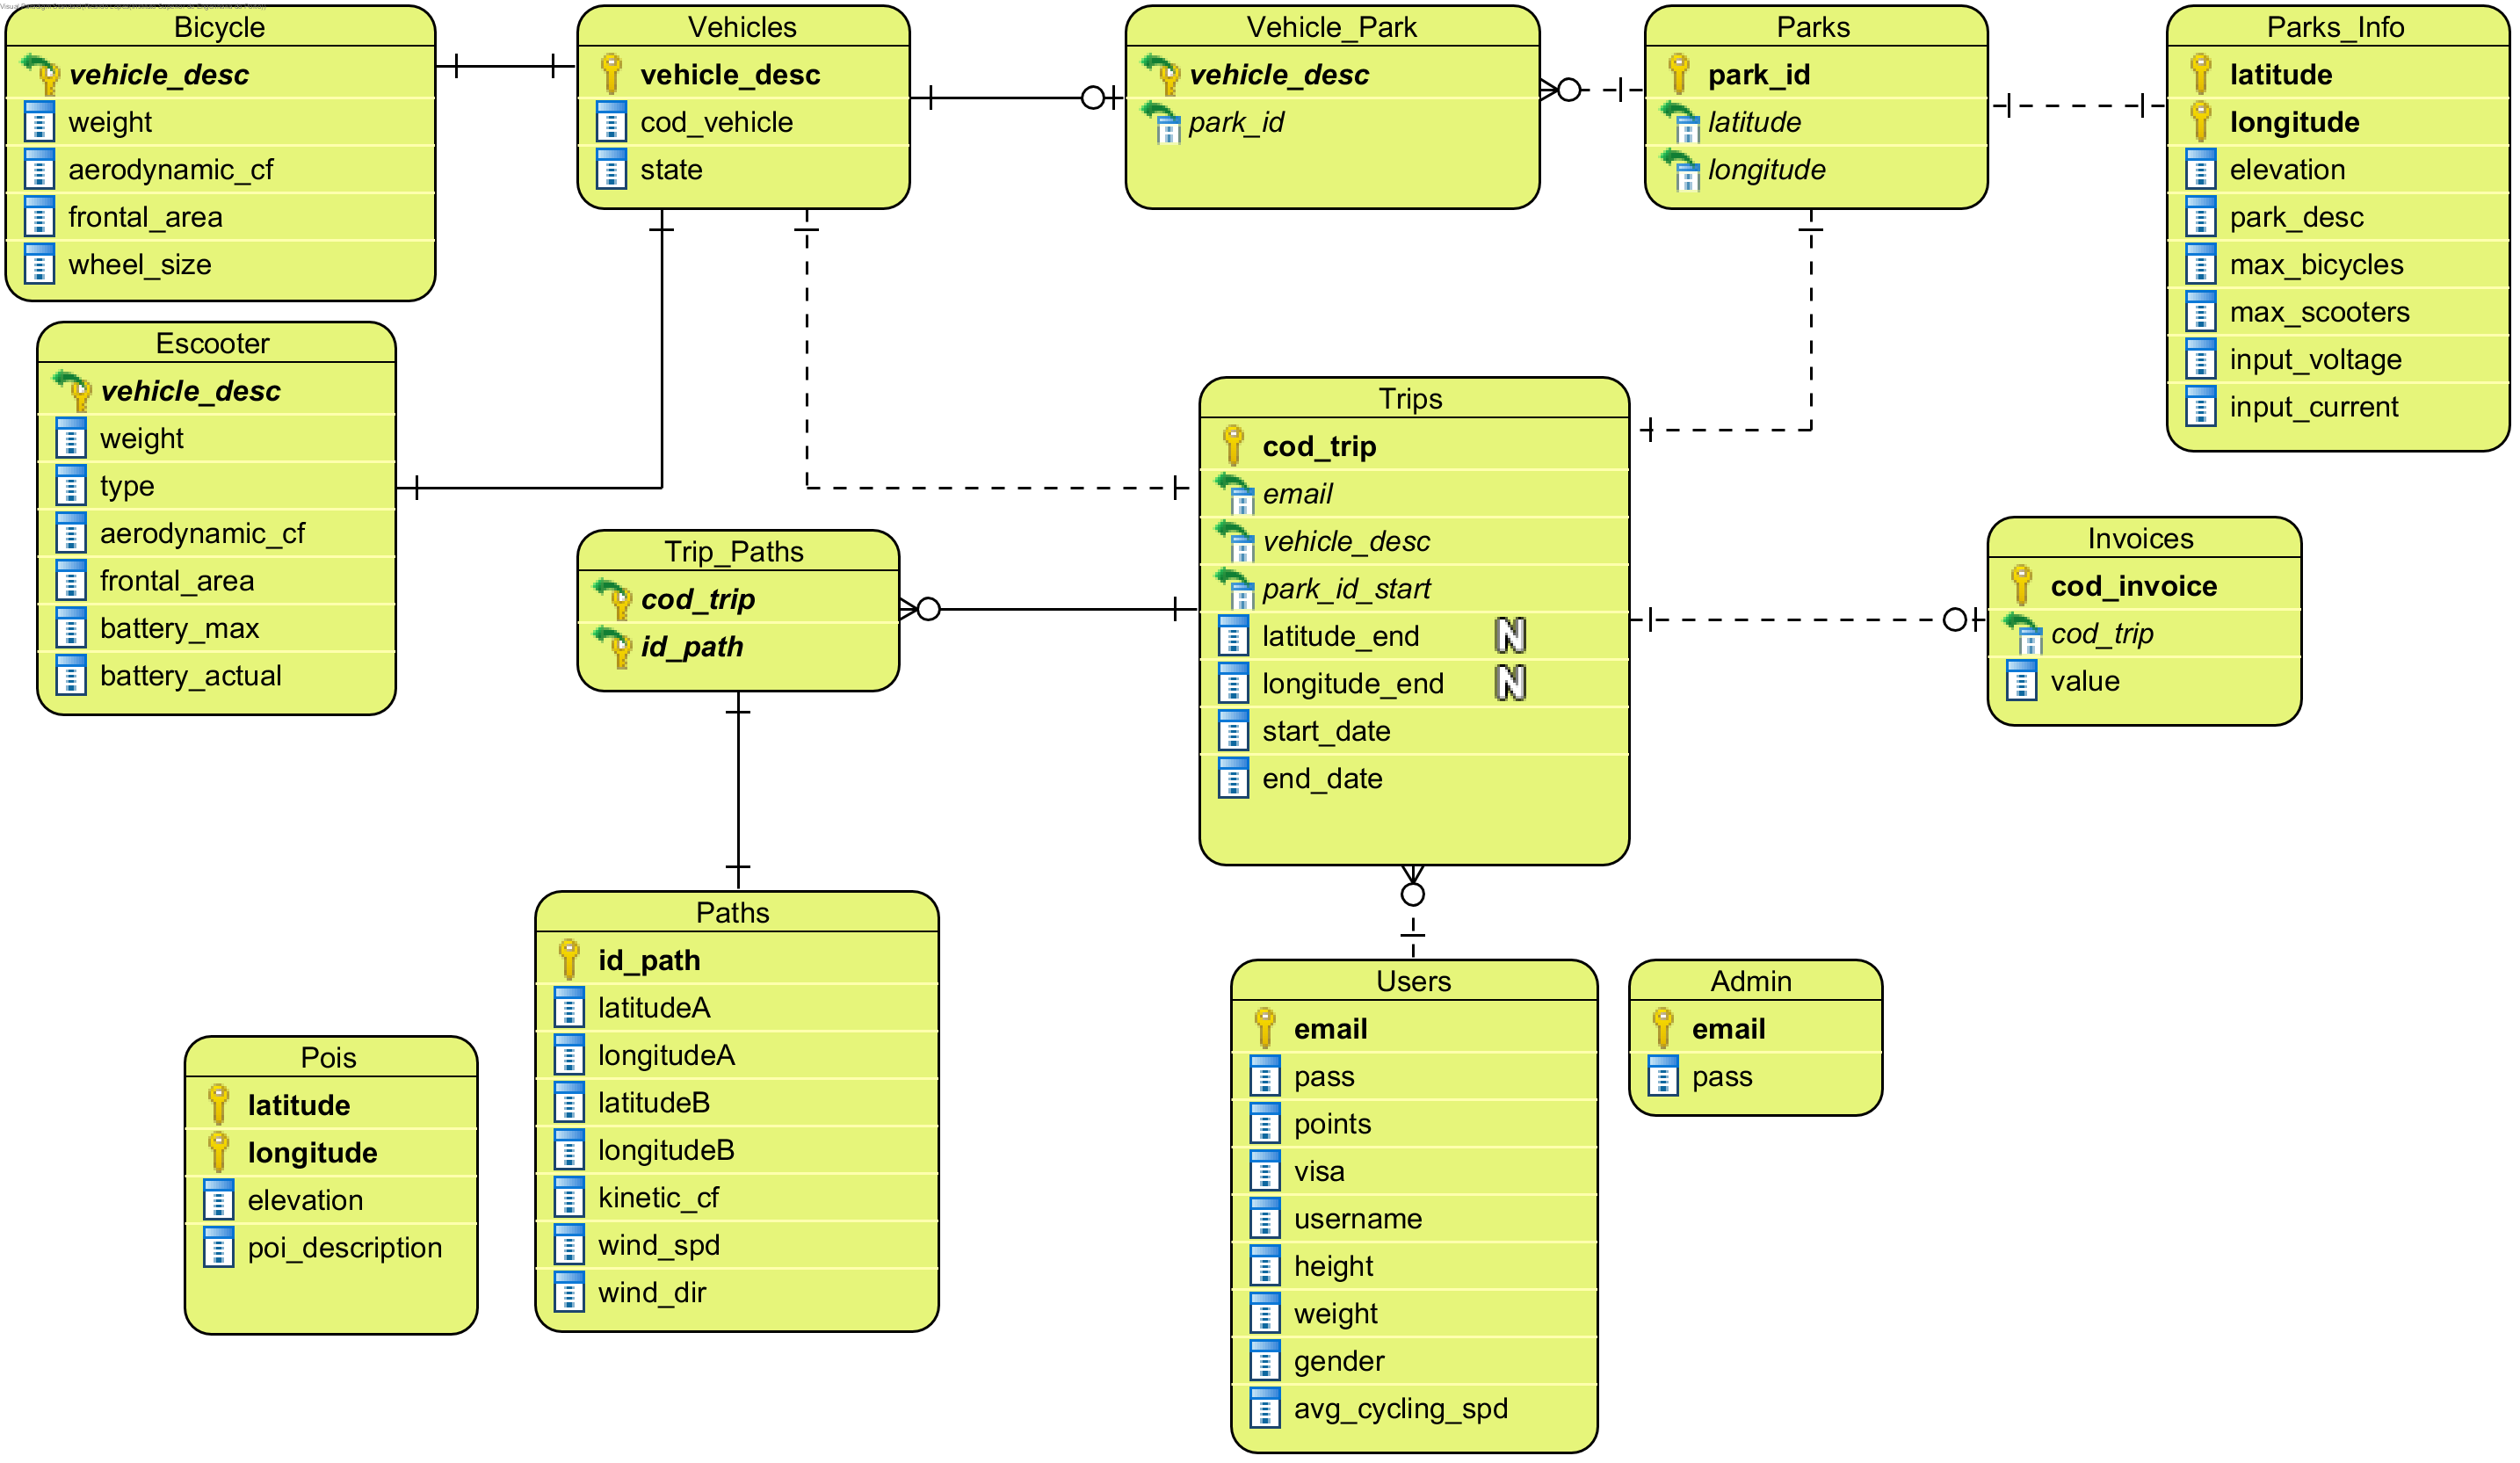 Bicycle
vehicle_desc
weight
aerodynamic_cf
frontal_area
wheel_size
Vehicles
vehicle_desc
cod_vehicle
state
Vehicle_Park
vehicle_desc
park_id
Parks
park_id
latitude
longitude
Parks_Info
latitude
longitude
elevation
park_desc
max_bicycles
max_scooters
input_voltage
input_current
Escooter
vehicle_desc
weight
type
aerodynamic_cf
frontal_area
battery_max
battery_actual
Trips
cod_trip
email
vehicle_desc
park_id_start
latitude_end N
longitude_end N
start_date
end_date
Trip_Paths
cod_trip
id_path
Invoices
cod_invoice
cod_trip
value
Paths
id_path
latitudeA
longitudeA
latitudeB
longitudeB
kinetic_cf
wind_spd
wind_dir
Pois
latitude
longitude
elevation
poi_description
Users
email
pass
points
visa
username
height
weight
gender
avg_cycling_spd
Admin
email
pass